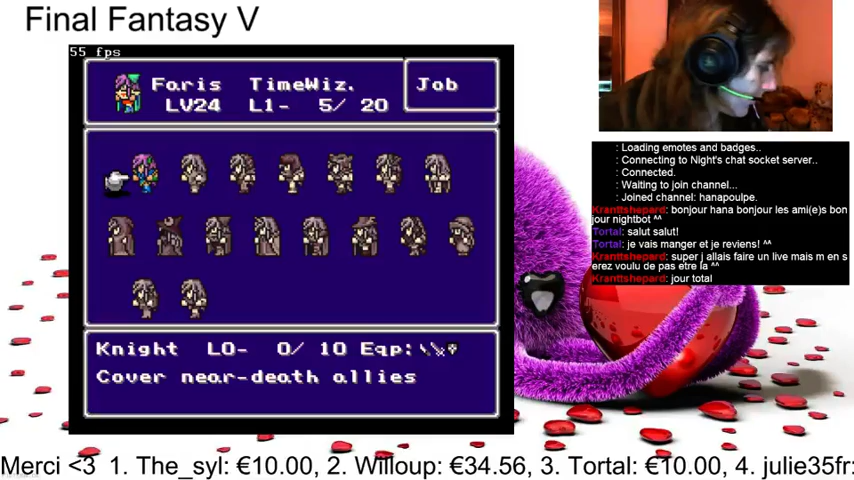 Final Fantasy V
55 fps
Faris TimeWiz. Job
LV24 L1- 5/ 20
: Loading emotes and badges..
: Connecting to Night's chat socket server..
: Connected.
: Waiting to join channel...
: Joined channel: hanapoulpe.
Kranttshepard: bonjour hana bonjour les ami(e)s bon
jour nightbot ^^
Tortal: salut salut!
Tortal: je vais manger et je reviens! ^^
Kranttshepard: super j allais faire un live mais m en s
erez voulu de pas etre la ^^
Kranttshepard: jour total
Knight L0- 0/ 10 Eqp:
Cover near-death allies
Merci <3 1. The_syl: €10.00, 2. Willoup: €34.56, 3. Tortal: €10.00, 4. julie35fr: